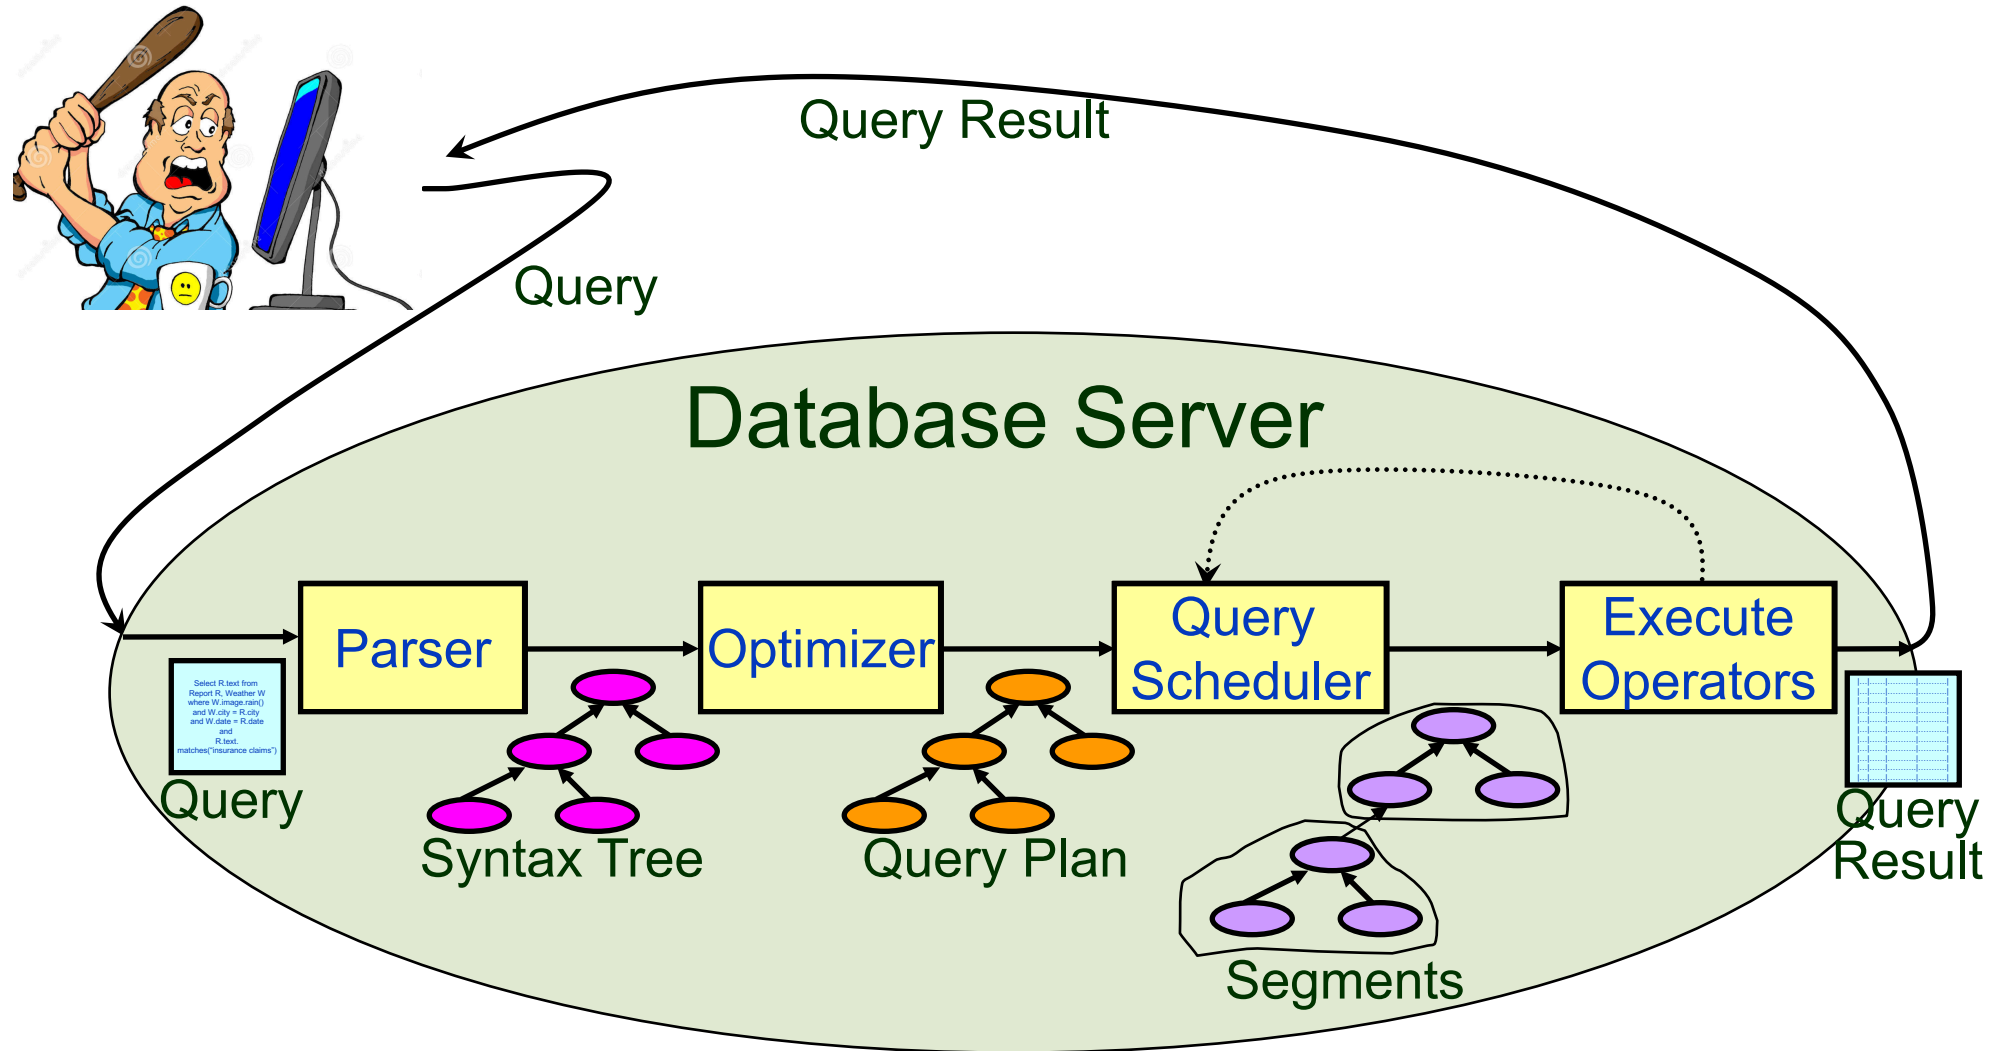 Query Result
Query
Database Server
Parser
Optimizer
Query
Scheduler
Execute
Operators
Select R.text from
Report R, Weather W
where W.image.rain()
and W.city = R.city
and W.date = R.date
and
R.text.
matches("insurance claims")
Query
Syntax Tree
Query Plan
Segments
Query
Result